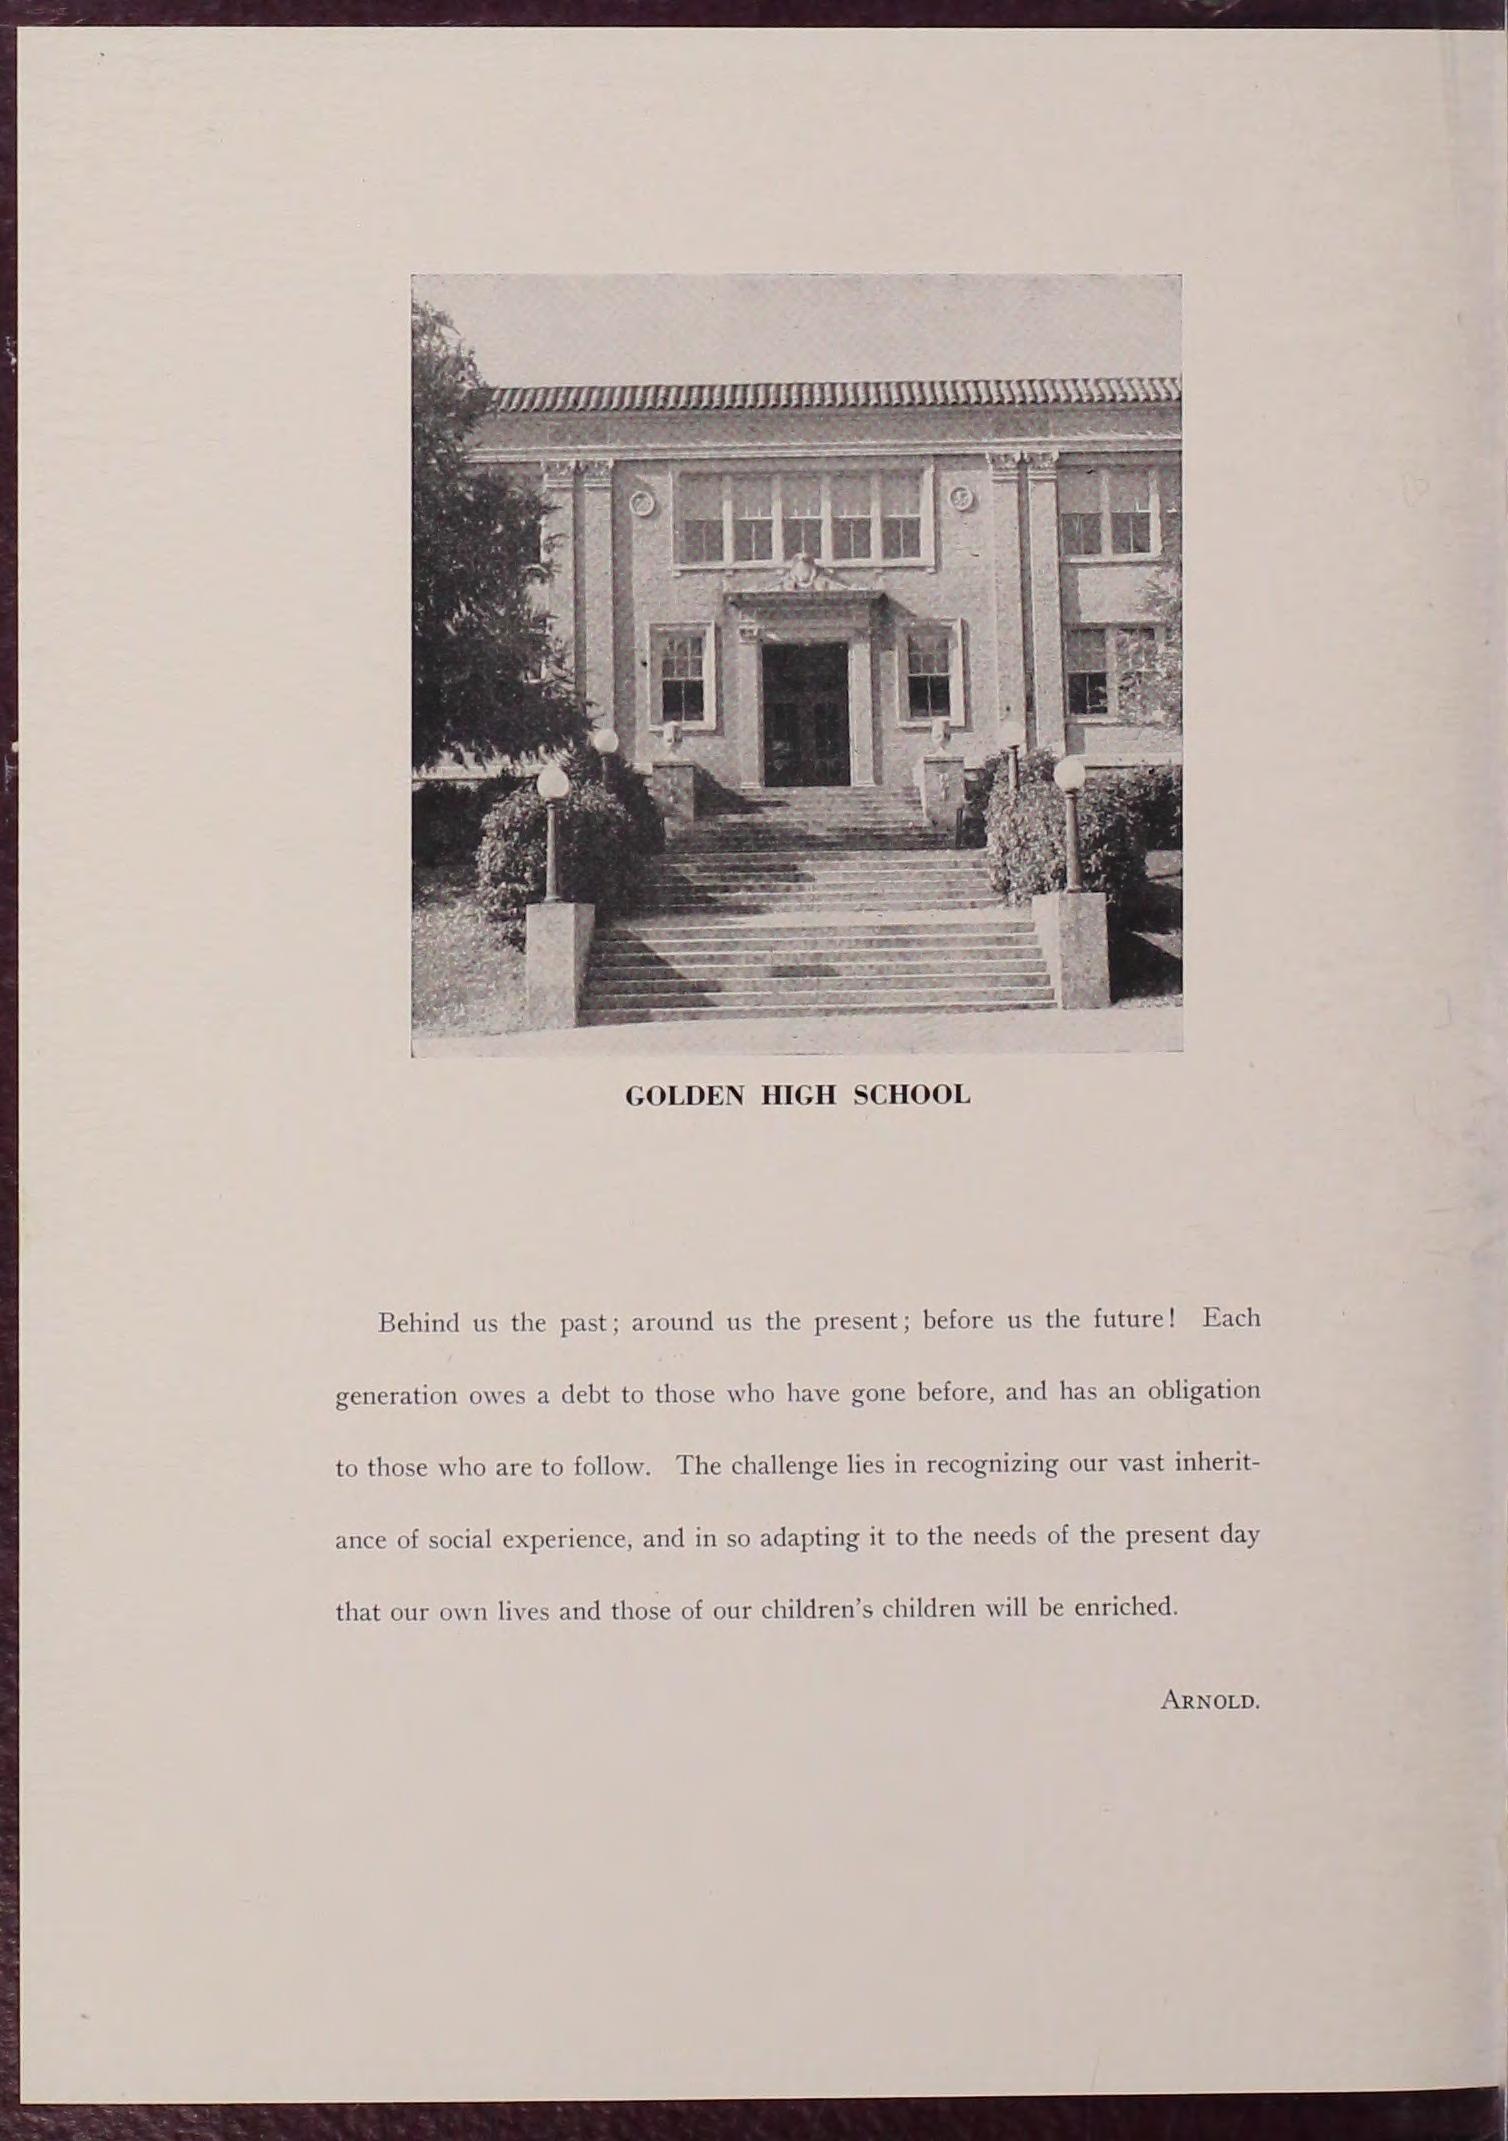 GOLDEN HIGH SCHOOL
Behind us the past; around us the present; before us the future! Each
generation owes a debt to those who have gone before, and has an obligation
to those who are to follow. The challenge lies in recognizing our vast inherit-
ance of social experience, and in so adapting it to the needs of the present day
that our own lives and those of our children's children will be enriched.
ARNOLD.